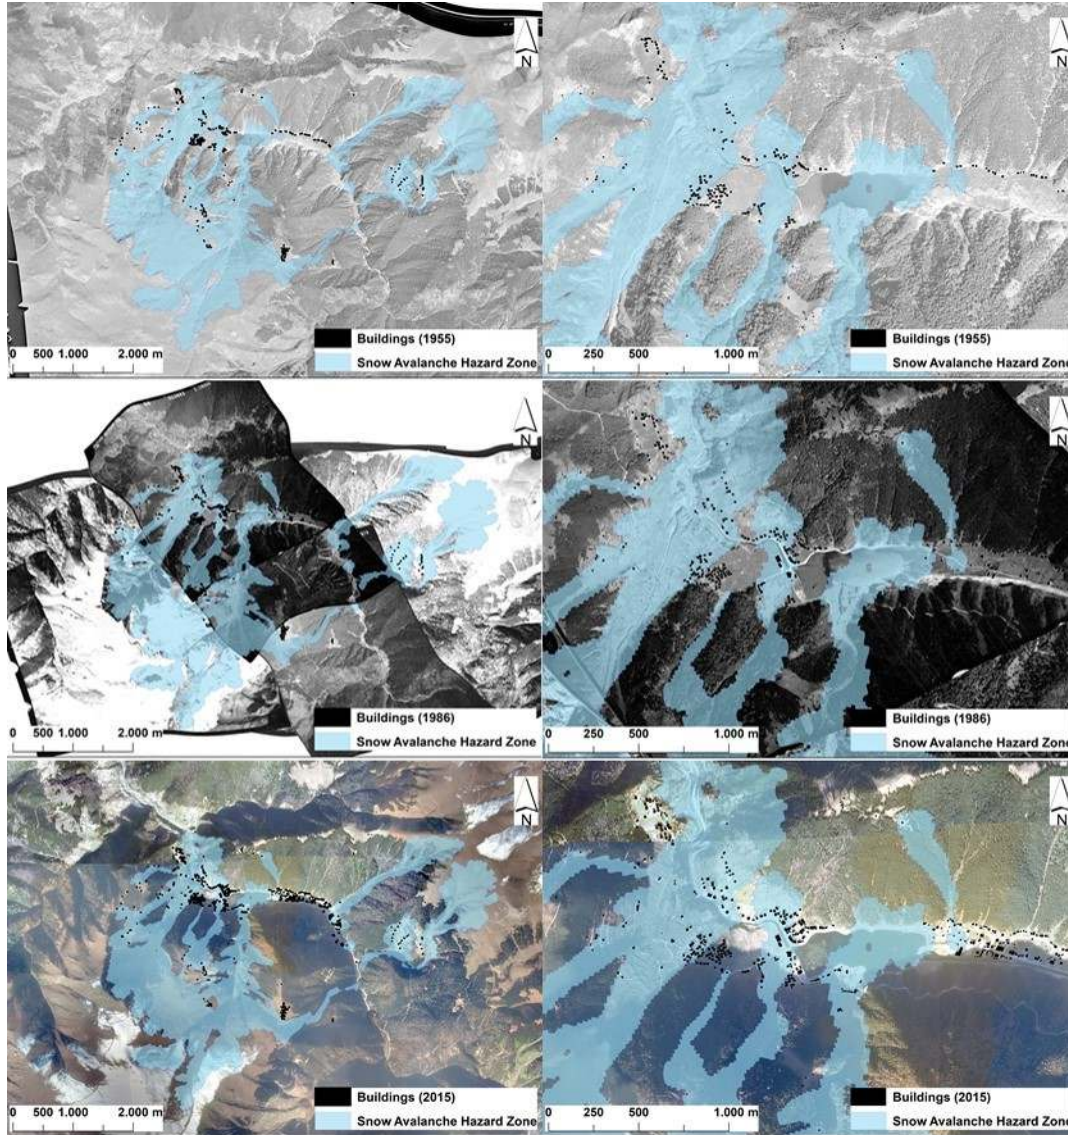 N
N
Buildings (1955)
Snow Avalanche Hazard Zone
0 500 1.000 2.000 m
Buildings (1955)
Snow Avalanche Hazard Zone
0 250 500 1.000 m
N
N
Buildings (1986)
Snow Avalanche Hazard Zone
0 500 1.000 2.000 m
Buildings (1986)
Snow Avalanche Hazard Zone
0 250 500 1.000 m
N
N
Buildings (2015)
Snow Avalanche Hazard Zone
0 500 1.000 2.000 m
Buildings (2015)
Snow Avalanche Hazard Zone
0 250 500 1.000 m